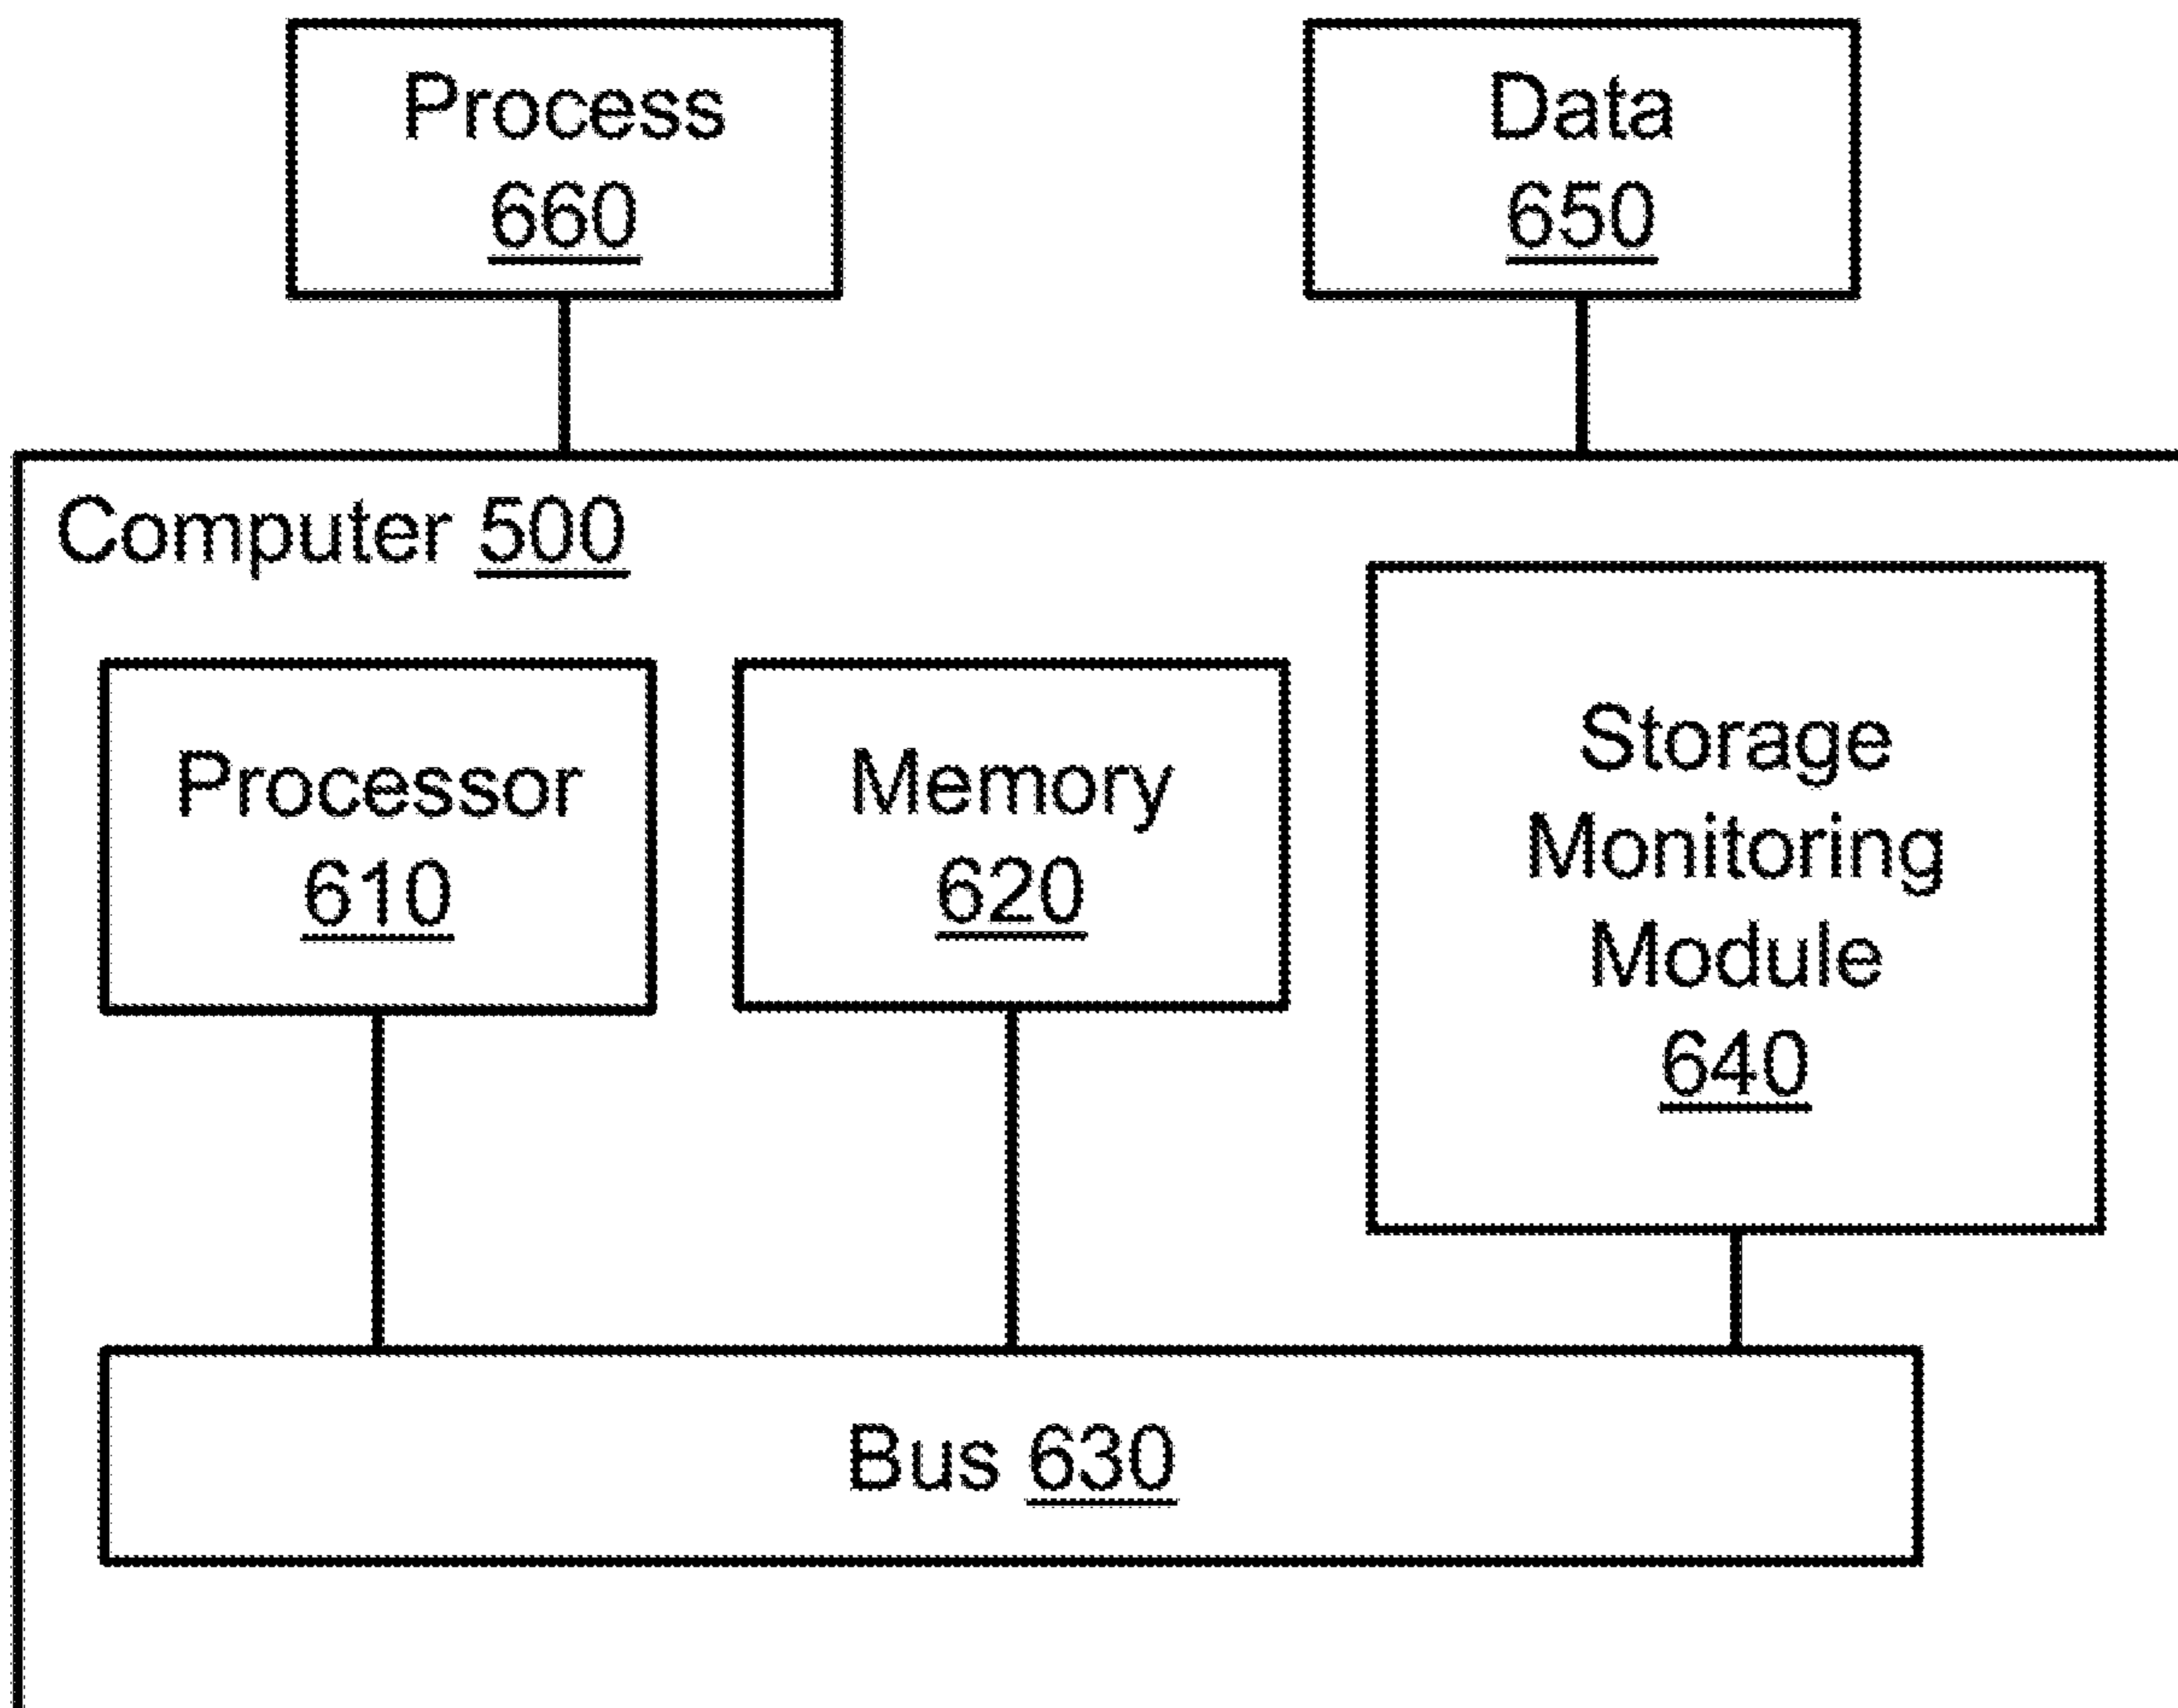 Process
660
Data
650
Computer 500
Processor
610
Memory
620
Storage
Monitoring
Module
640
Bus 630